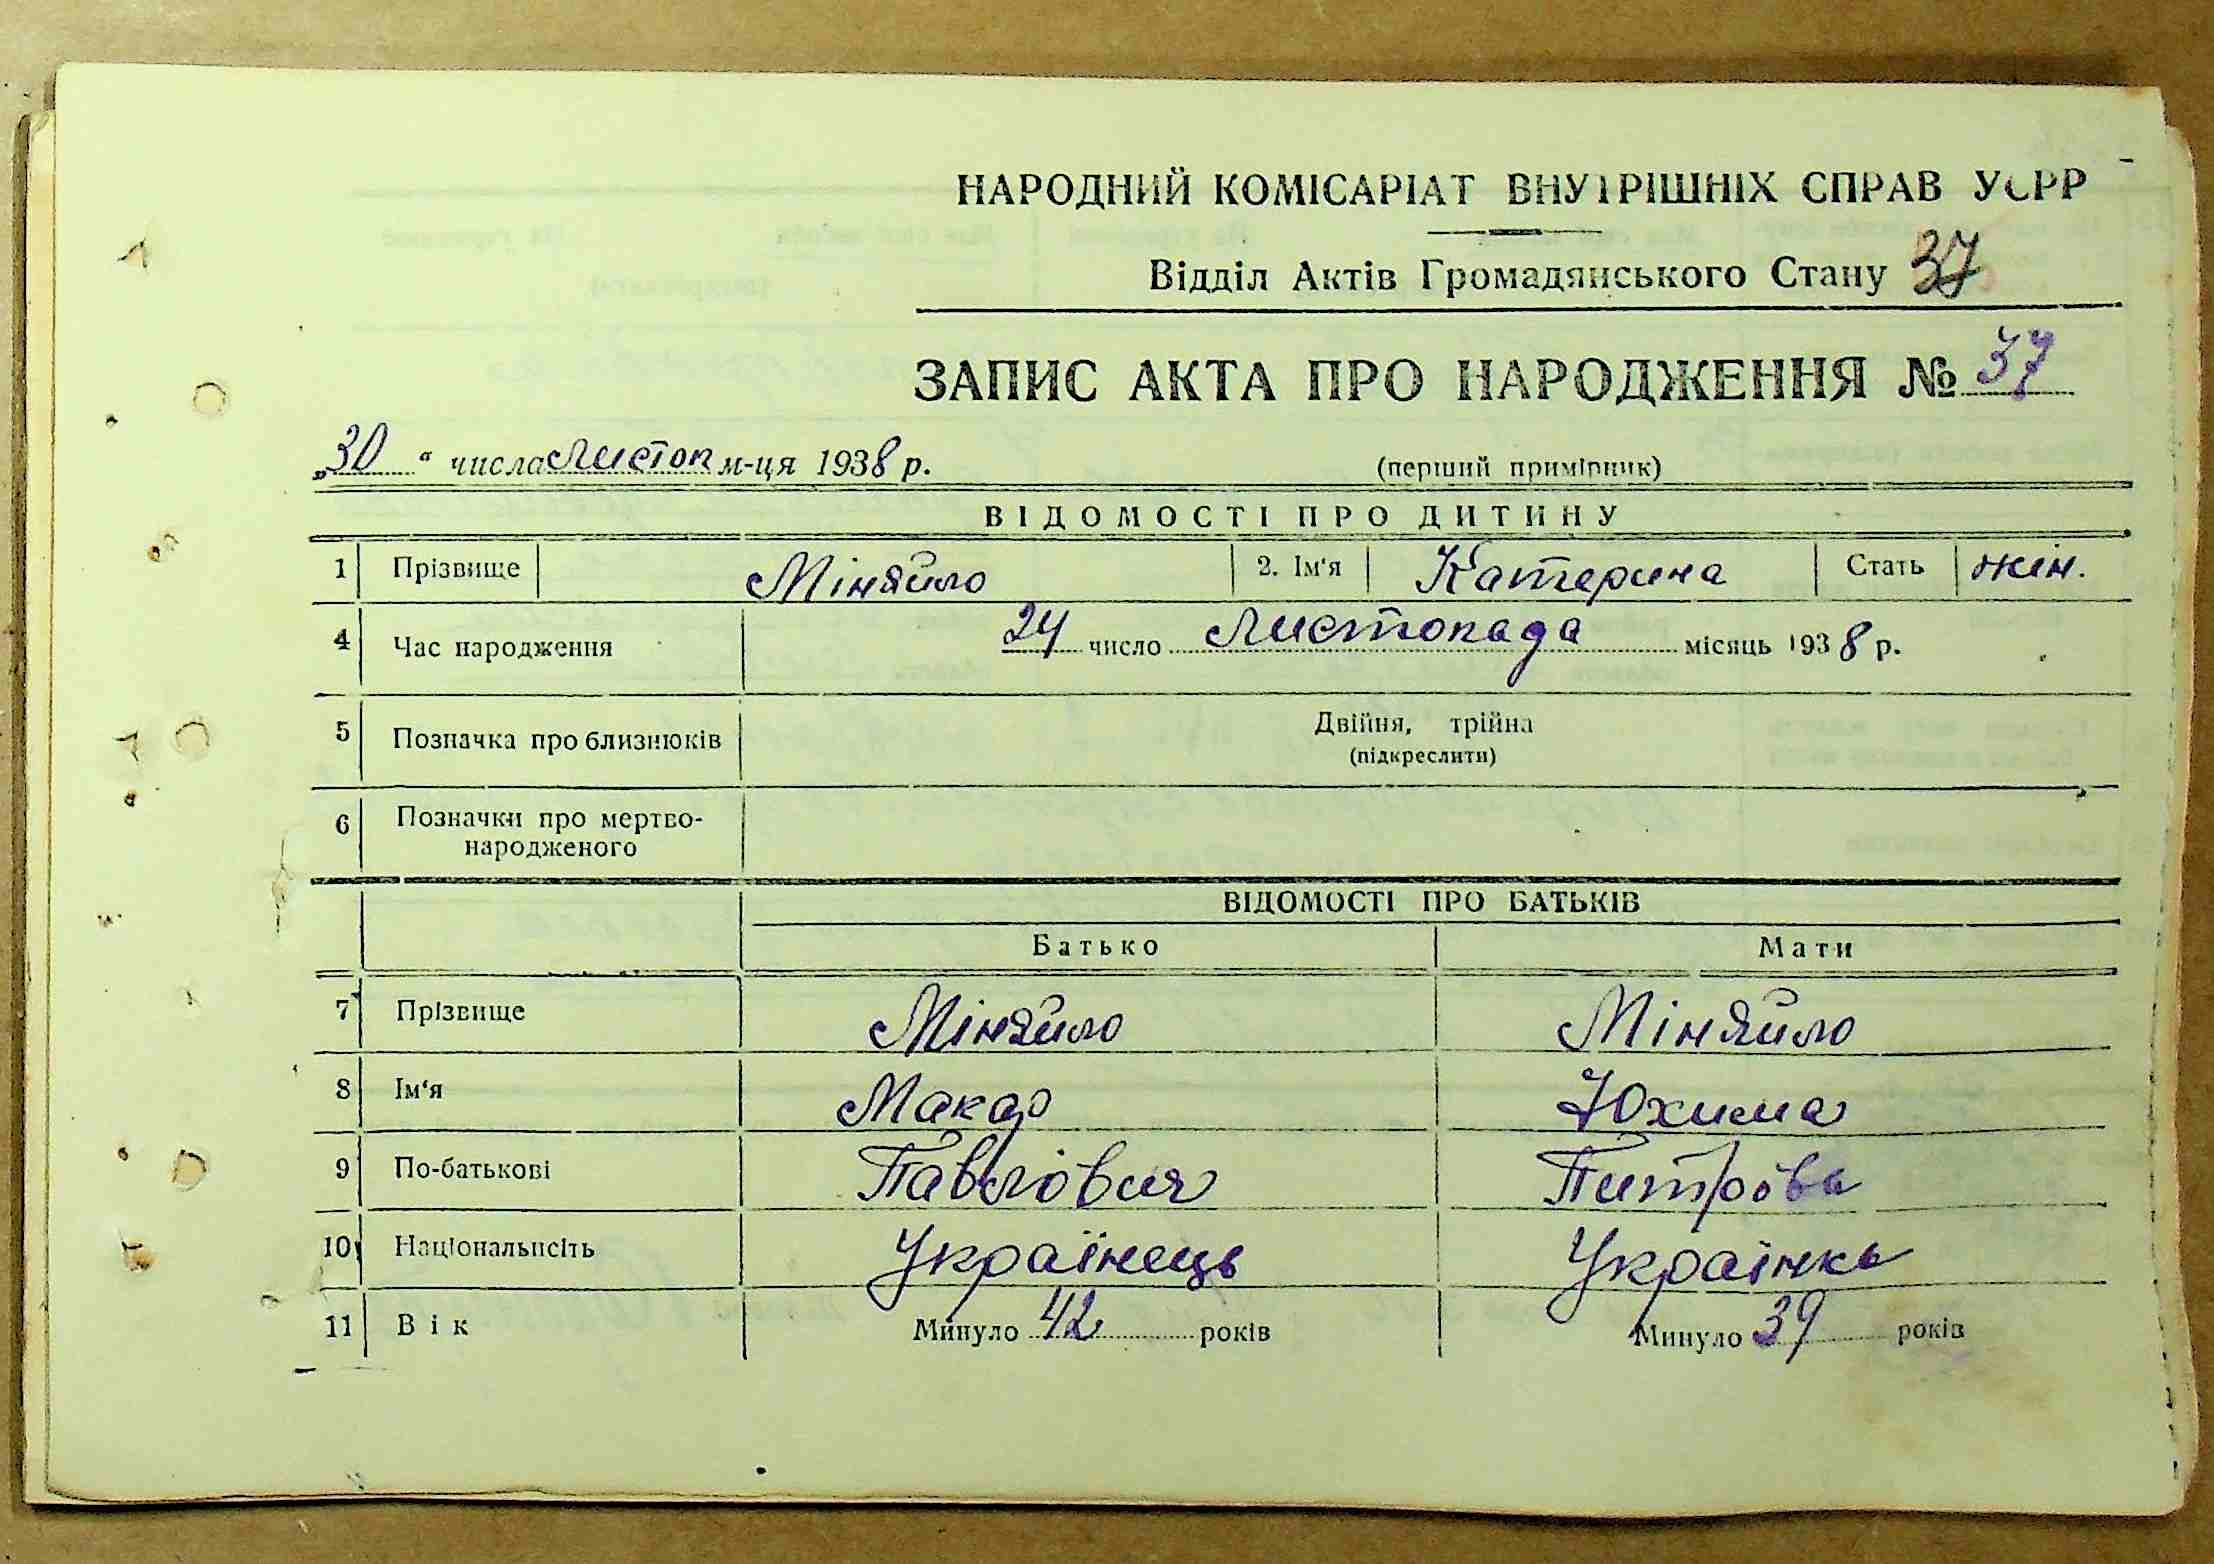 НАРОДНИЙ КОМІСАРІАТ ВНУТРІШНІХ СПРАВ УСРР
Відділ Актів Громадянського Стану 37
ЗАПИС АКТА ПРО НАРОДЖЕННЯ № 37
„30“ числа Листоп м-ця 1938 р. (перший примірник)
ВІДОМОСТІ ПРО ДИТИНУ
1 Прізвище Міняйло 2. Ім'я Катерина Стать жін.
4 Час народження 24 число Листопада місяць 1938 р.
5 Позначка про близнюків Двійня, трійня
(підкреслити)
6 Позначки про мертво-
народженого
ВІДОМОСТІ ПРО БАТЬКІВ
Батько Мати
7 Прізвище Міняйло Міняйло
8 Ім'я Макар Юхима
9 По-батькові Павлович Питрова
10 Національність Українець Українка
11 Вік Минуло 42 років Минуло 39 років